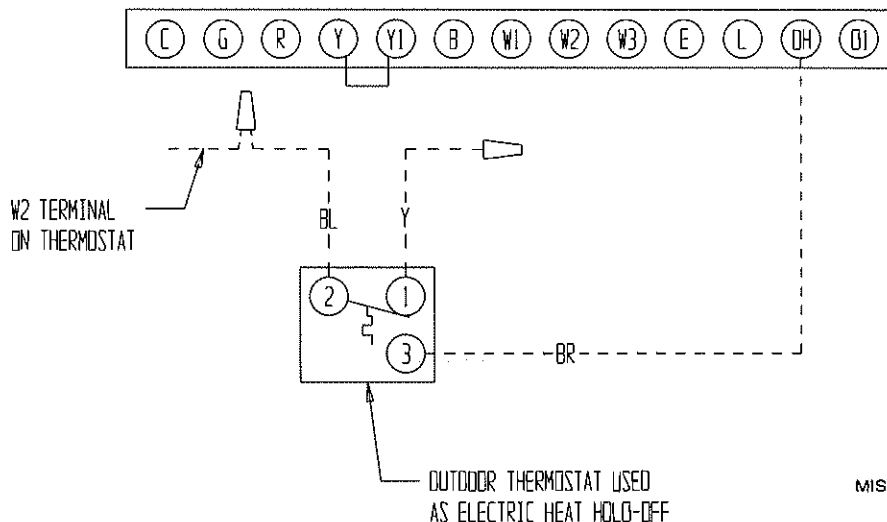 C G R Y Y1 B W1 W2 W3 E L OH O1
W2 TERMINAL
ON THERMOSTAT
BL Y
2 1
3 BR
OUTDOOR THERMOSTAT USED
AS ELECTRIC HEAT HOLD-OFF
MIS